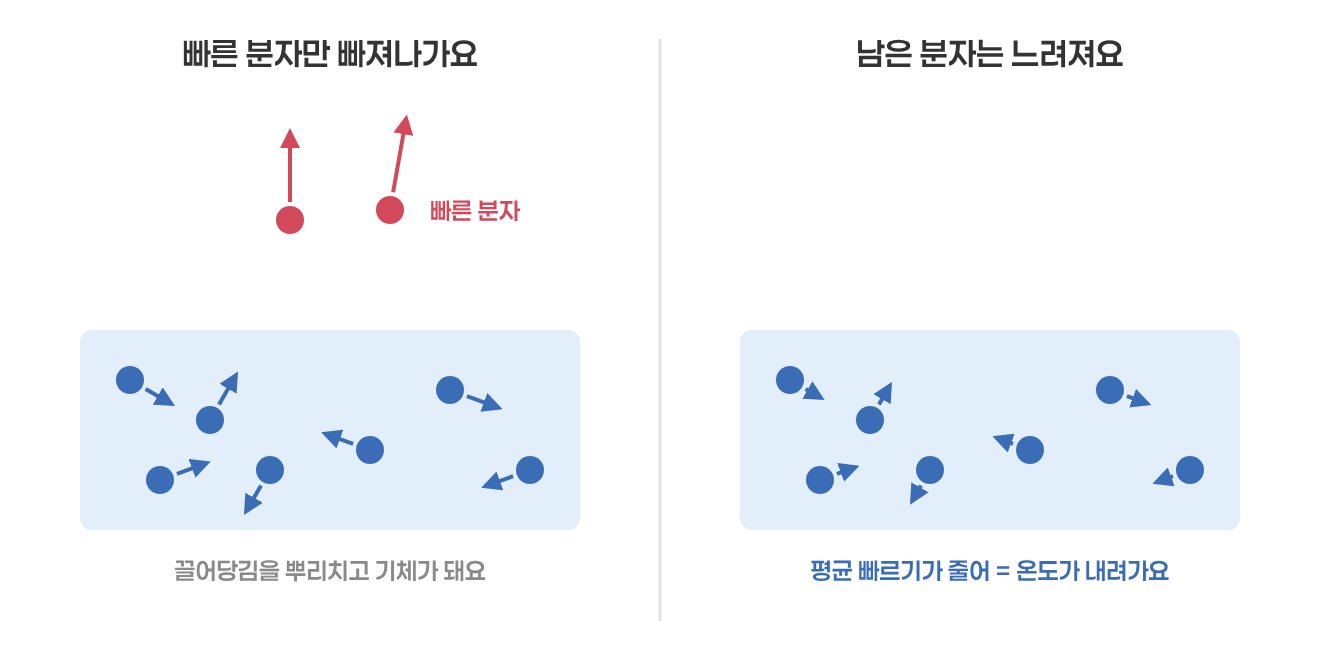 빠른 분자만 빠져나가요
빠른 분자
끌어당김을 뿌리치고 기체가 돼요
남은 분자는 느려져요
평균 빠르기가 줄어 = 온도가 내려가요